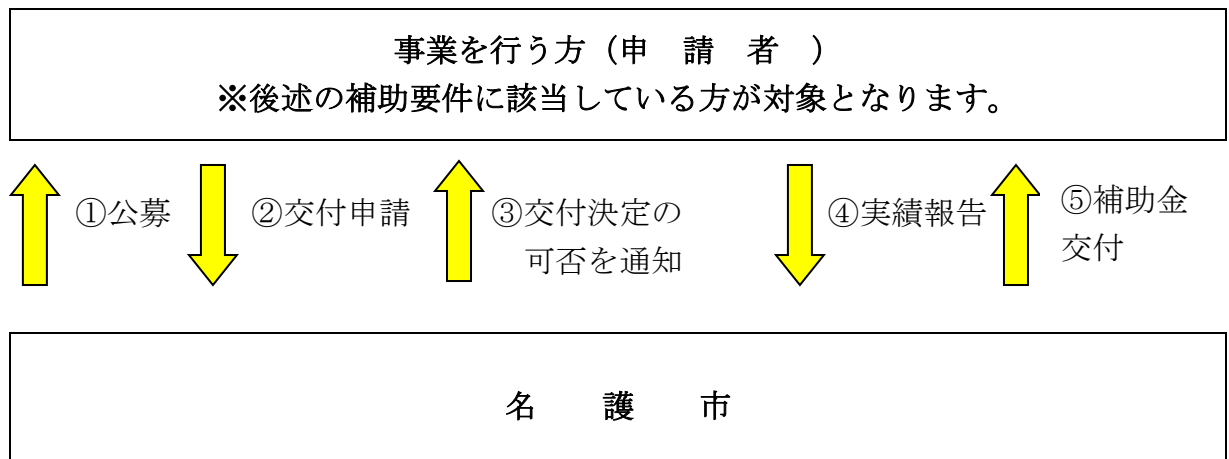 事業を行う方（申　請　者　）
※後述の補助要件に該当している方が対象となります。
①公募
②交付申請
③交付決定の
可否を通知
④実績報告
⑤補助金
交付
名　護　市